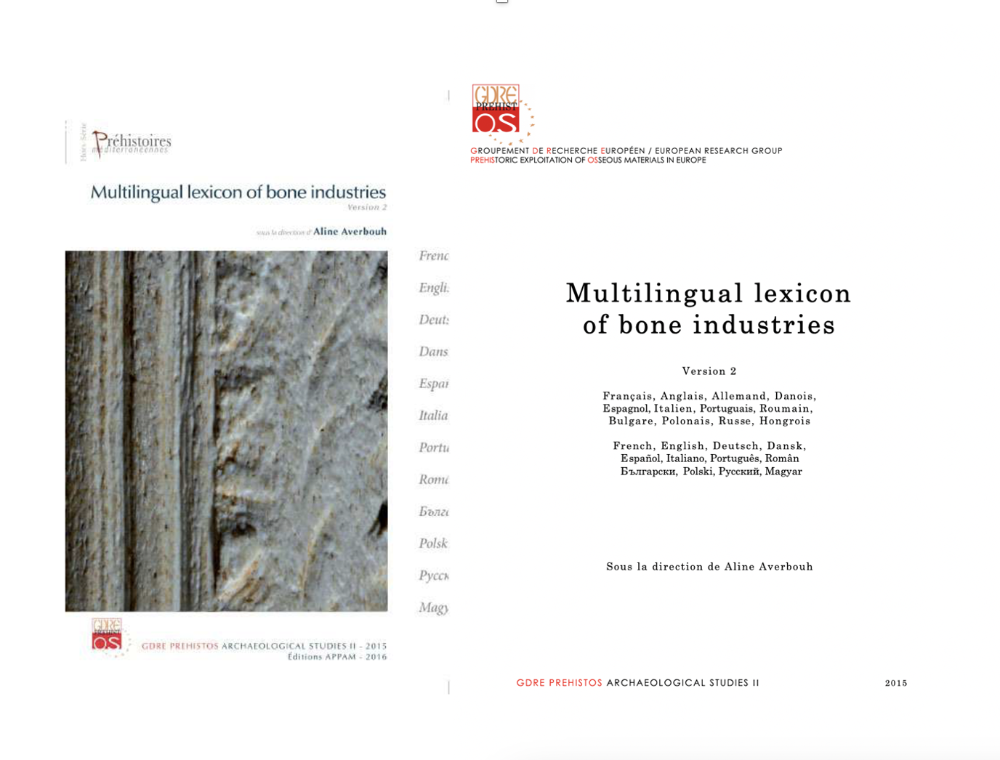 Hors-Série
Préhistoires
méditerranéennes
Multilingual lexicon of bone industries
Version 2
sous la direction d' Aline Averbouh
Frenc
Engli
Deut
Dans
Espa
Italia
Portu
Rom
Бълг
Polsk
Русск
Magy
GDRE
PREHIST
OS
GDRE PREHISTOS ARCHAEOLOGICAL STUDIES II - 2015
Éditions APPAM - 2016
GDRE
PREHIST
OS
GROUPEMENT DE RECHERCHE EUROPÉEN / EUROPEAN RESEARCH GROUP
PREHISTORIC EXPLOITATION OF OSSEOUS MATERIALS IN EUROPE
Multilingual lexicon
of bone industries
Version 2
Français, Anglais, Allemand, Danois,
Espagnol, Italien, Portuguais, Roumain,
Bulgare, Polonais, Russe, Hongrois
French, English, Deutsch, Dansk,
Español, Italiano, Português, Român
Български, Polski, Русский, Magyar
Sous la direction de Aline Averbouh
GDRE PREHISTOS ARCHAEOLOGICAL STUDIES II
2015